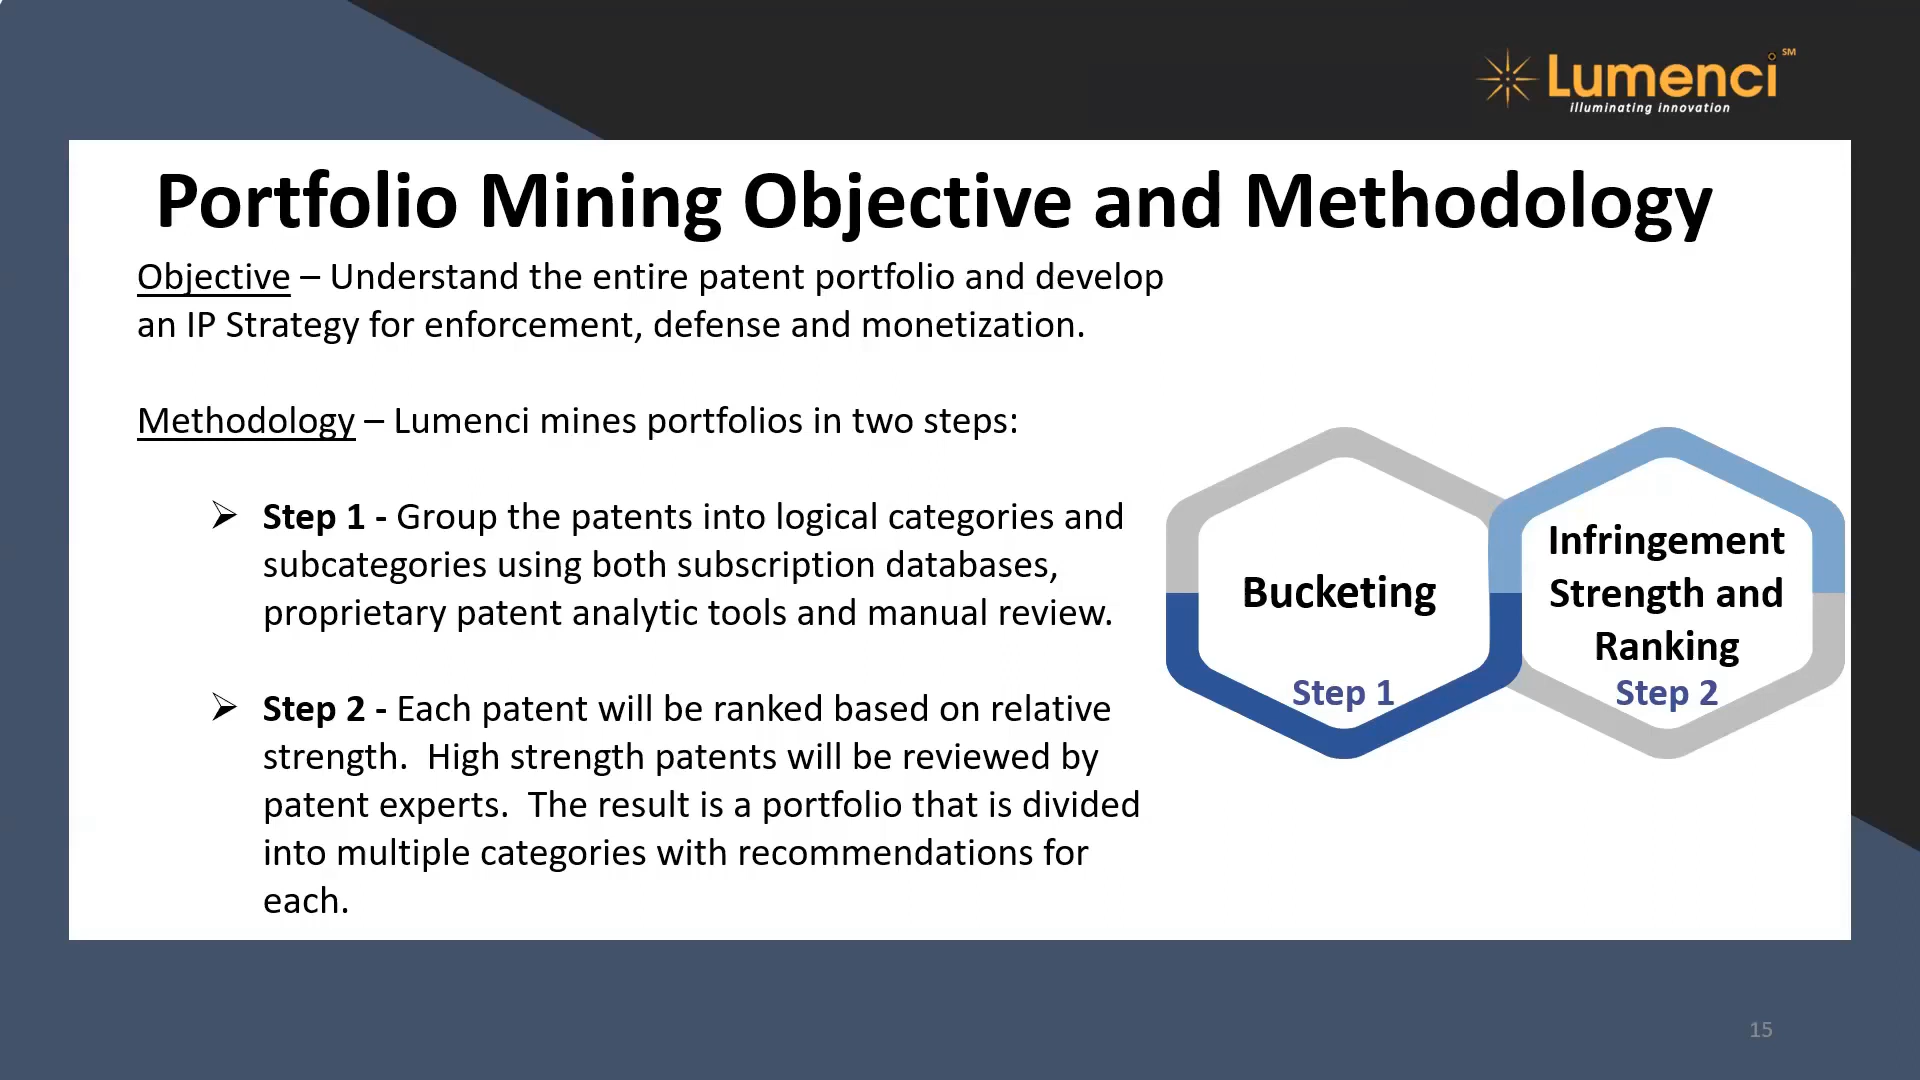 Lumenci SM
illuminating innovation
Portfolio Mining Objective and Methodology
Objective – Understand the entire patent portfolio and develop
an IP Strategy for enforcement, defense and monetization.
Methodology – Lumenci mines portfolios in two steps:
Step 1 - Group the patents into logical categories and
subcategories using both subscription databases,
proprietary patent analytic tools and manual review.
Step 2 - Each patent will be ranked based on relative
strength.  High strength patents will be reviewed by
patent experts.  The result is a portfolio that is divided
into multiple categories with recommendations for
each.
Bucketing
Step 1
Infringement
Strength and
Ranking
Step 2
15